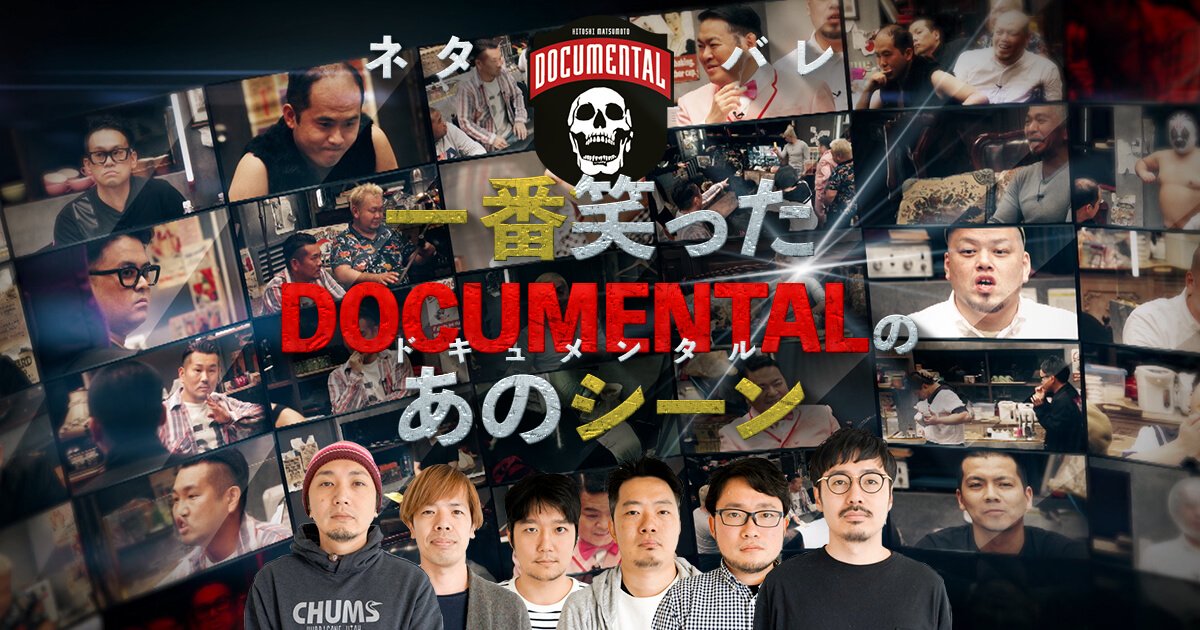 HITOSHI MATSUMOTO
ネタ DOCUMENTAL バレ
一番笑った
DOCUMENTALの
ドキュメンタル
あのシーン
CHUMS